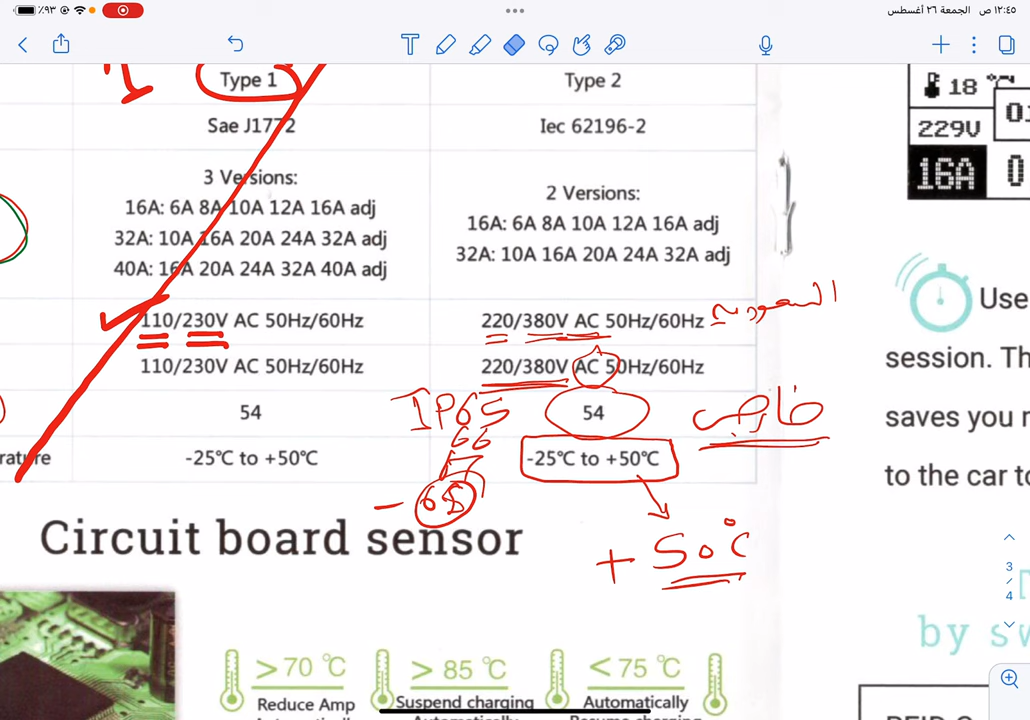 ٪٩٣
١٢:٤٥ ص الجمعة ٢٦ أغسطس
Type 1
Type 2
Sae J1772
Iec 62196-2
3 Versions:
16A: 6A 8A 10A 12A 16A adj
32A: 10A 16A 20A 24A 32A adj
40A: 16A 20A 24A 32A 40A adj
2 Versions:
16A: 6A 8A 10A 12A 16A adj
32A: 10A 16A 20A 24A 32A adj
110/230V AC 50Hz/60Hz
220/380V AC 50Hz/60Hz
السعودية
110/230V AC 50Hz/60Hz
220/380V AC 50Hz/60Hz
54
IP65
54
خارجي
66
67
rature
-25℃ to +50℃
-25℃ to +50℃
68
+ 50℃
Circuit board sensor
>70 ℃
Reduce Amp
Automatically
>85 ℃
Suspend charging
Automatically
<75 ℃
Automatically
Resume charging
18 ℃
229V
16A
Use
session. Th
saves you
to the car to
by sw
3
/
4